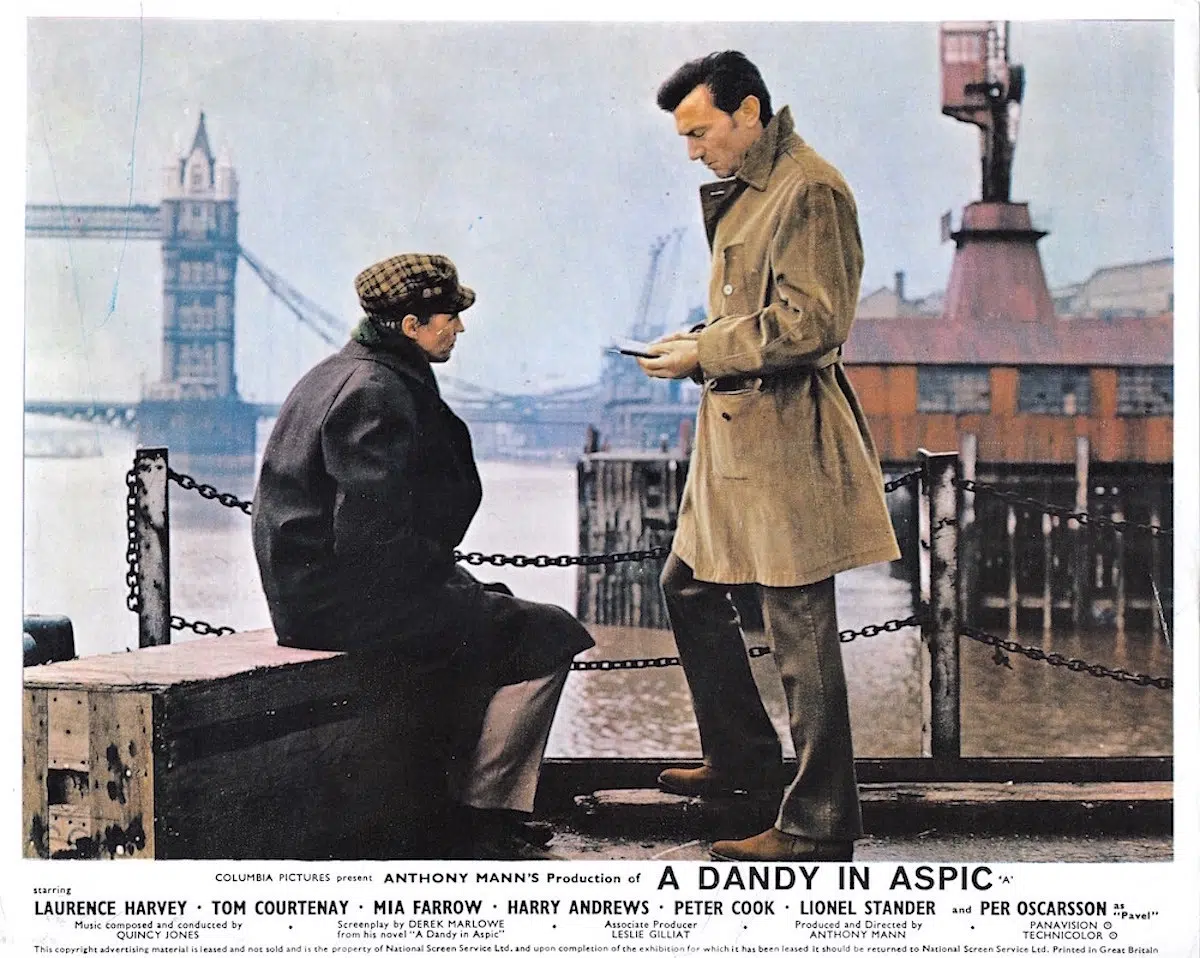 COLUMBIA PICTURES present ANTHONY MANN'S Production of A DANDY IN ASPIC 'A'
starring
LAURENCE HARVEY · TOM COURTENAY · MIA FARROW · HARRY ANDREWS · PETER COOK · LIONEL STANDER and PER OSCARSSON as "Pavel"
Music composed and conducted by QUINCY JONES · Screenplay by DEREK MARLOWE from his novel "A Dandy in Aspic" · Associate Producer LESLIE GILLIAT · Produced and Directed by ANTHONY MANN · PANAVISION ® TECHNICOLOR ®
This copyright advertising material is leased and not sold and is the property of National Screen Service Ltd. and upon completion of the exhibition for which it has been leased it should be returned to National Screen Service Ltd. Printed in Great Britain